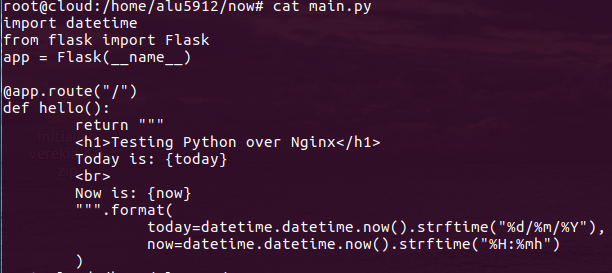 root@cloud:/home/alu5912/now# cat main.py
import datetime
from flask import Flask
app = Flask(__name__)

@app.route("/")
def hello():
        return """
        <h1>Testing Python over Nginx</h1>
        Today is: {today}
        <br>
        Now is: {now}
        """.format(
                today=datetime.datetime.now().strftime("%d/%m/%Y"),
                now=datetime.datetime.now().strftime("%H:%mh")
        )